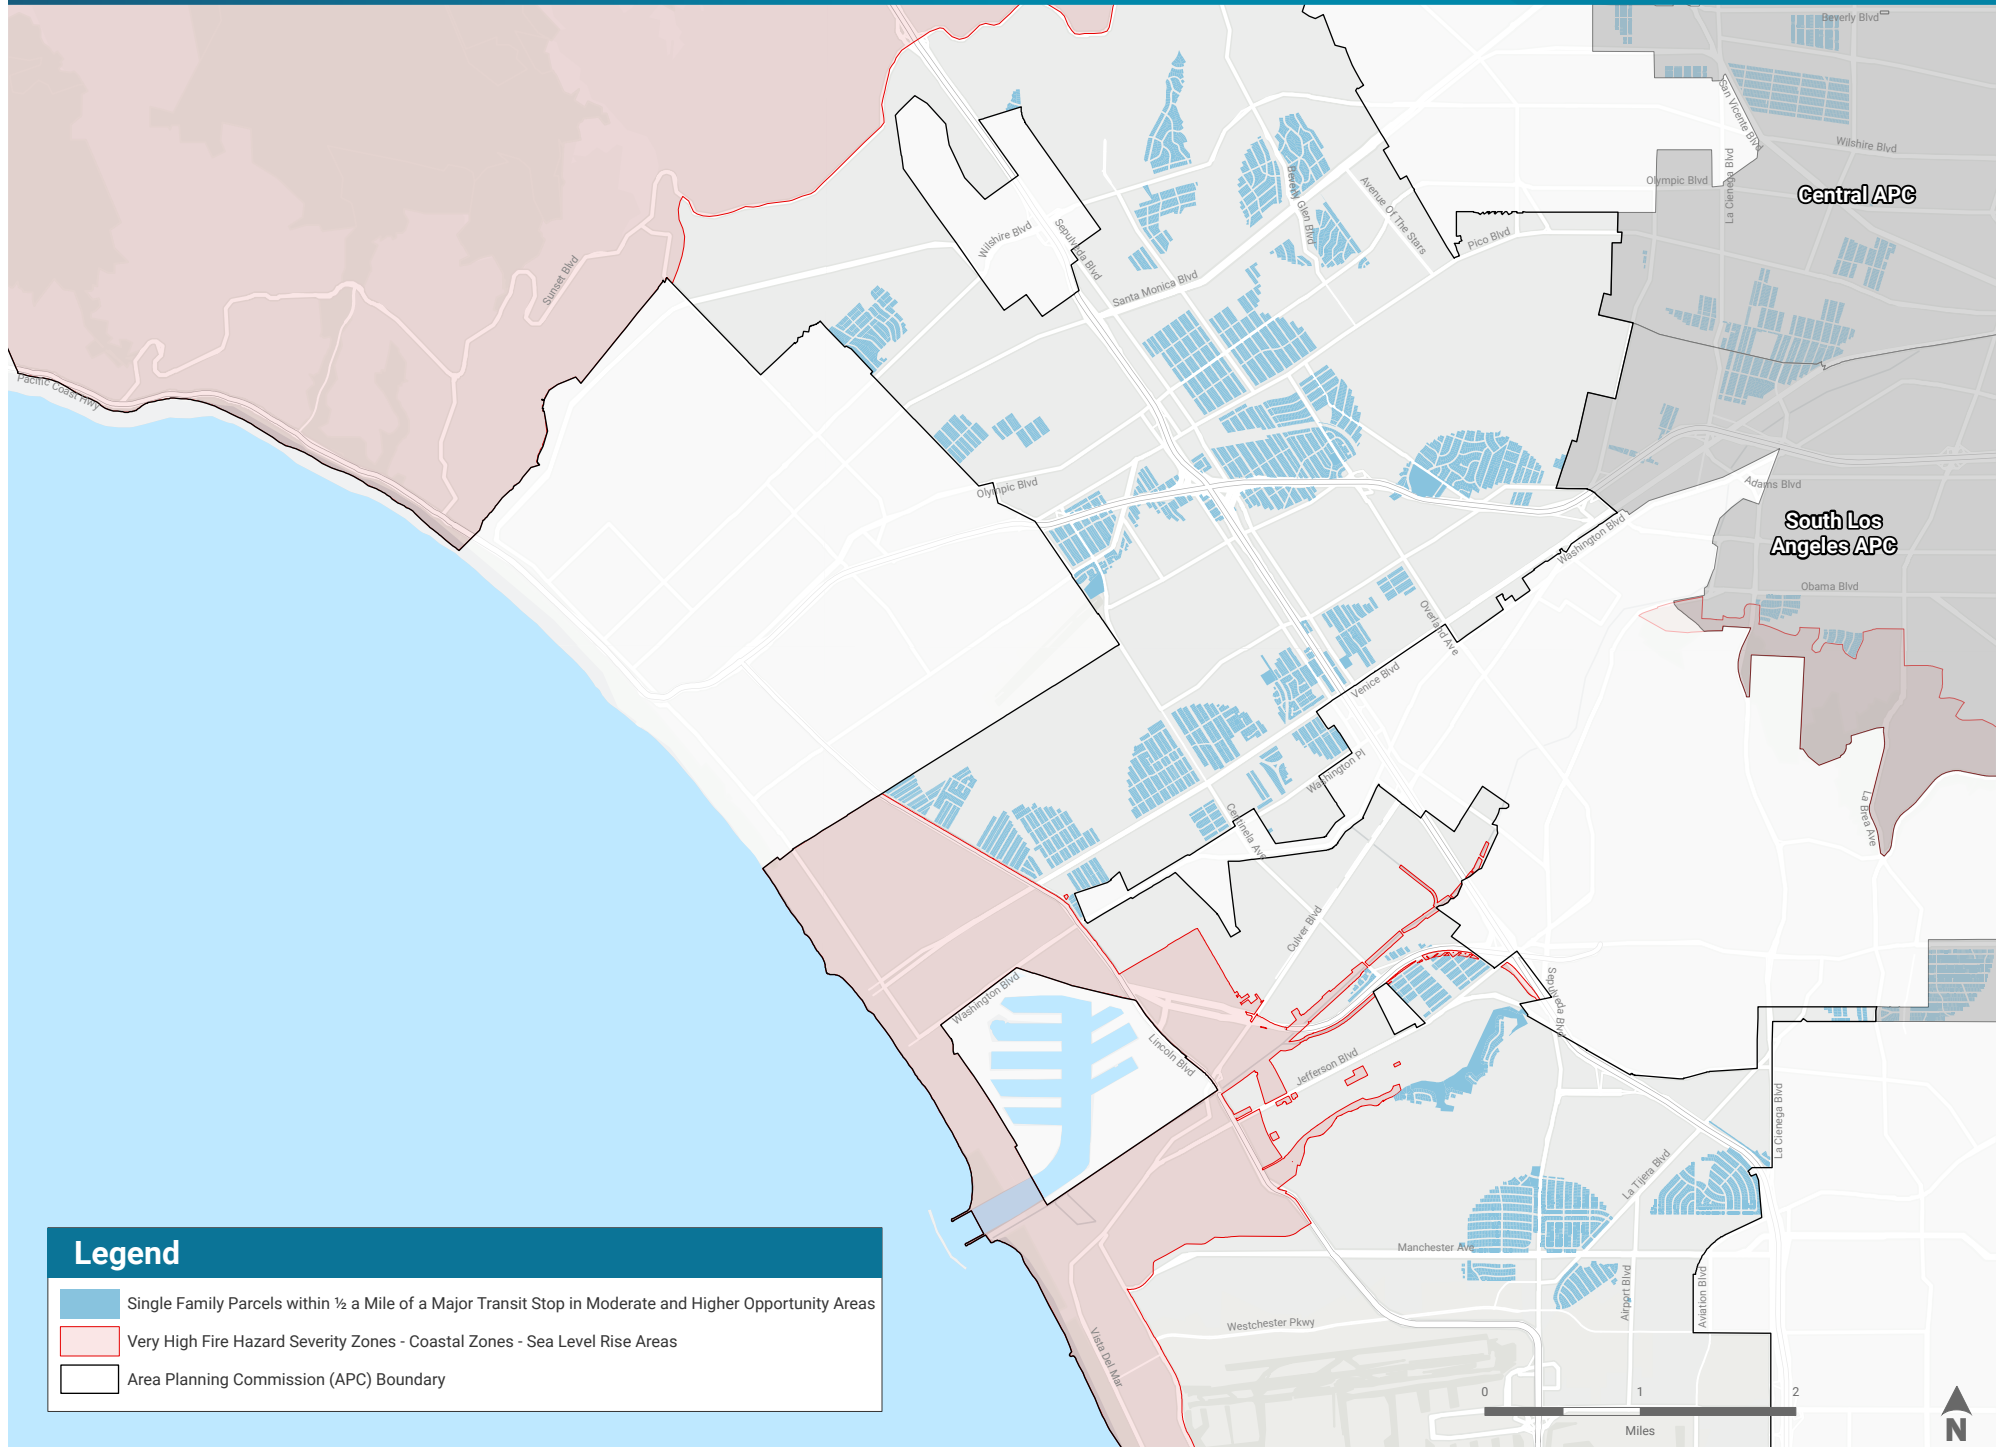 Beverly Blvd
San Vicente Blvd
Wilshire Blvd
Olympic Blvd
La Cienega Blvd
Central APC
Beverly Glen Blvd
Avenue Of The Stars
Pico Blvd
Wilshire Blvd
Sepulveda Blvd
Santa Monica Blvd
Sunset Blvd
Pacific Coast Hwy
Olympic Blvd
Adams Blvd
South Los
Angeles APC
Washington Blvd
Obama Blvd
Overland Ave
Venice Blvd
Washington Pl
Centinela Ave
La Brea Ave
Culver Blvd
Washington Blvd
Lincoln Blvd
Sepulveda Blvd
Jefferson Blvd
La Cienega Blvd
La Tijera Blvd
Manchester Ave
Airport Blvd
Aviation Blvd
Westchester Pkwy
Vista Del Mar
Legend
Single Family Parcels within ½ a Mile of a Major Transit Stop in Moderate and Higher Opportunity Areas
Very High Fire Hazard Severity Zones - Coastal Zones - Sea Level Rise Areas
Area Planning Commission (APC) Boundary
0 1 2
Miles
N